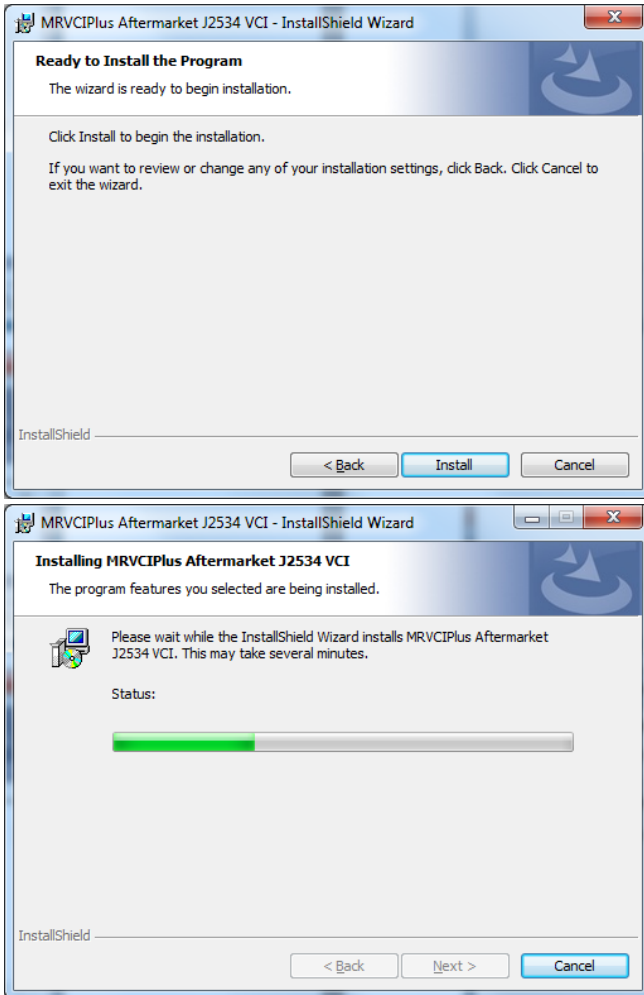 MRVCIPlus Aftermarket J2534 VCI - InstallShield Wizard
Ready to Install the Program
The wizard is ready to begin installation.
Click Install to begin the installation.
If you want to review or change any of your installation settings, click Back. Click Cancel to
exit the wizard.
InstallShield
< Back Install Cancel
MRVCIPlus Aftermarket J2534 VCI - InstallShield Wizard
Installing MRVCIPlus Aftermarket J2534 VCI
The program features you selected are being installed.
Please wait while the InstallShield Wizard installs MRVCIPlus Aftermarket
J2534 VCI. This may take several minutes.
Status:
InstallShield
< Back Next > Cancel